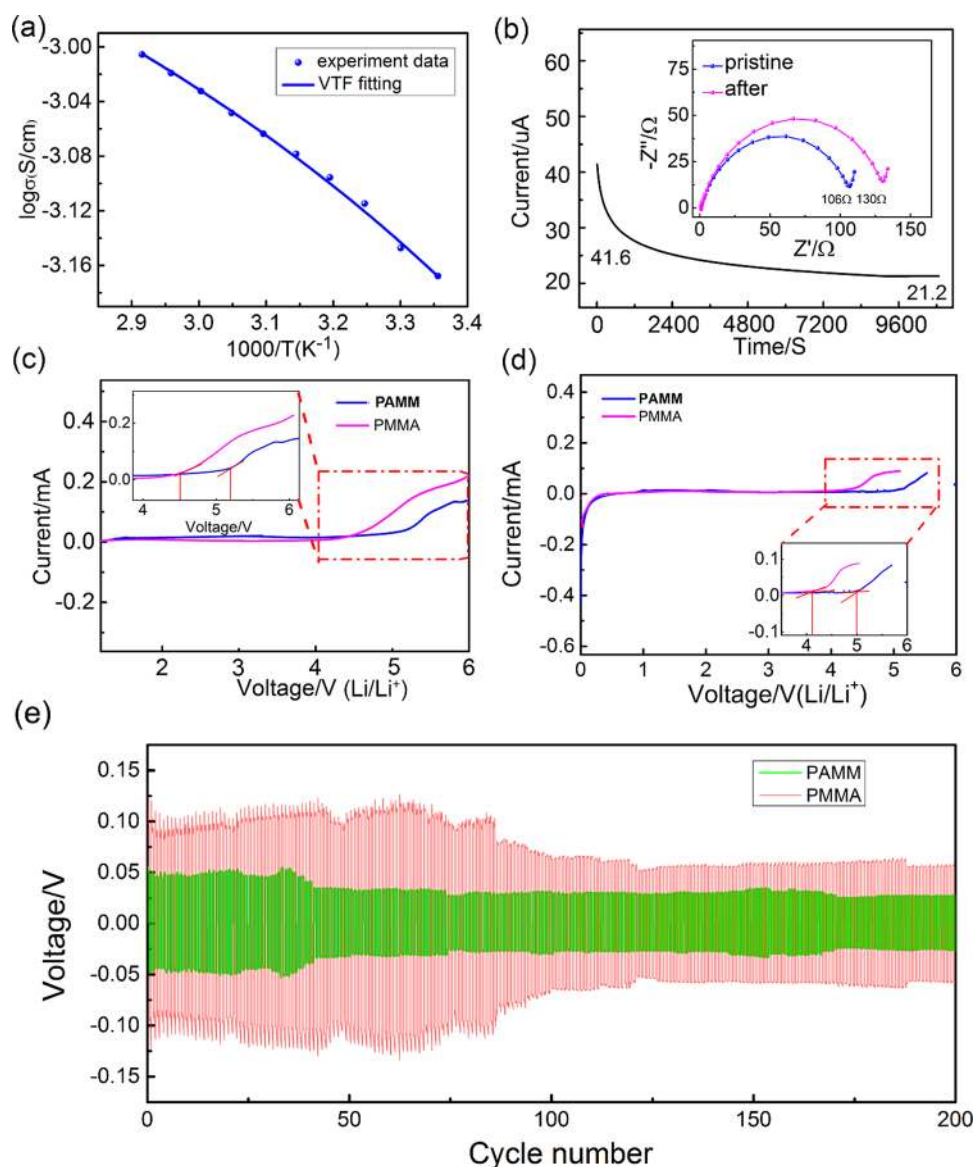 (a)
-3.00
-3.04
-3.08
-3.12
-3.16
logσ(S/cm)
experiment data
VTF fitting
2.9 3.0 3.1 3.2 3.3 3.4
1000/T(K⁻¹)
(b)
60
50
40
30
20
Current/uA
41.6
21.2
0 2400 4800 7200 9600
Time/S
75
50
25
0
-Z''/Ω
pristine
after
106Ω 130Ω
0 50 100 150
Z'/Ω
(c)
0.4
0.2
0.0
-0.2
Current/mA
PAMM
PMMA
0.2
0.0
4 5 6
Voltage/V
2 3 4 5 6
Voltage/V (Li/Li⁺)
(d)
0.4
0.2
0.0
-0.2
-0.4
-0.6
Current/mA
PAMM
PMMA
0.1
0.0
-0.1
4 5 6
0 1 2 3 4 5 6
Voltage/V(Li/Li⁺)
(e)
0.15
0.10
0.05
0.00
-0.05
-0.10
-0.15
Voltage/V
PAMM
PMMA
0 50 100 150 200
Cycle number